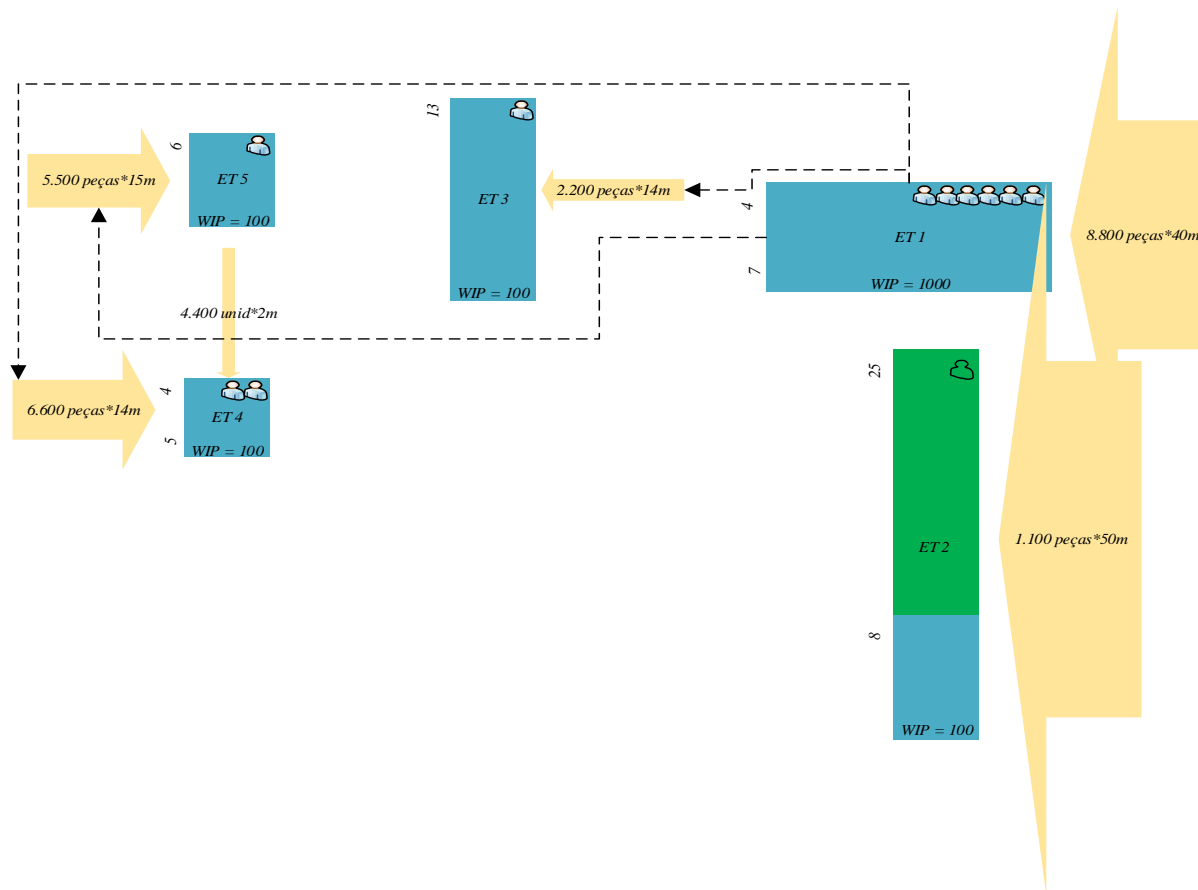 13
6
ET 5
5.500 peças*15m
WIP = 100
ET 3
2.200 peças*14m
WIP = 100
4
ET 1
7
WIP = 1000
8.800 peças*40m
4.400 unid*2m
4
6.600 peças*14m
ET 4
5
WIP = 100
25
ET 2
1.100 peças*50m
8
WIP = 100